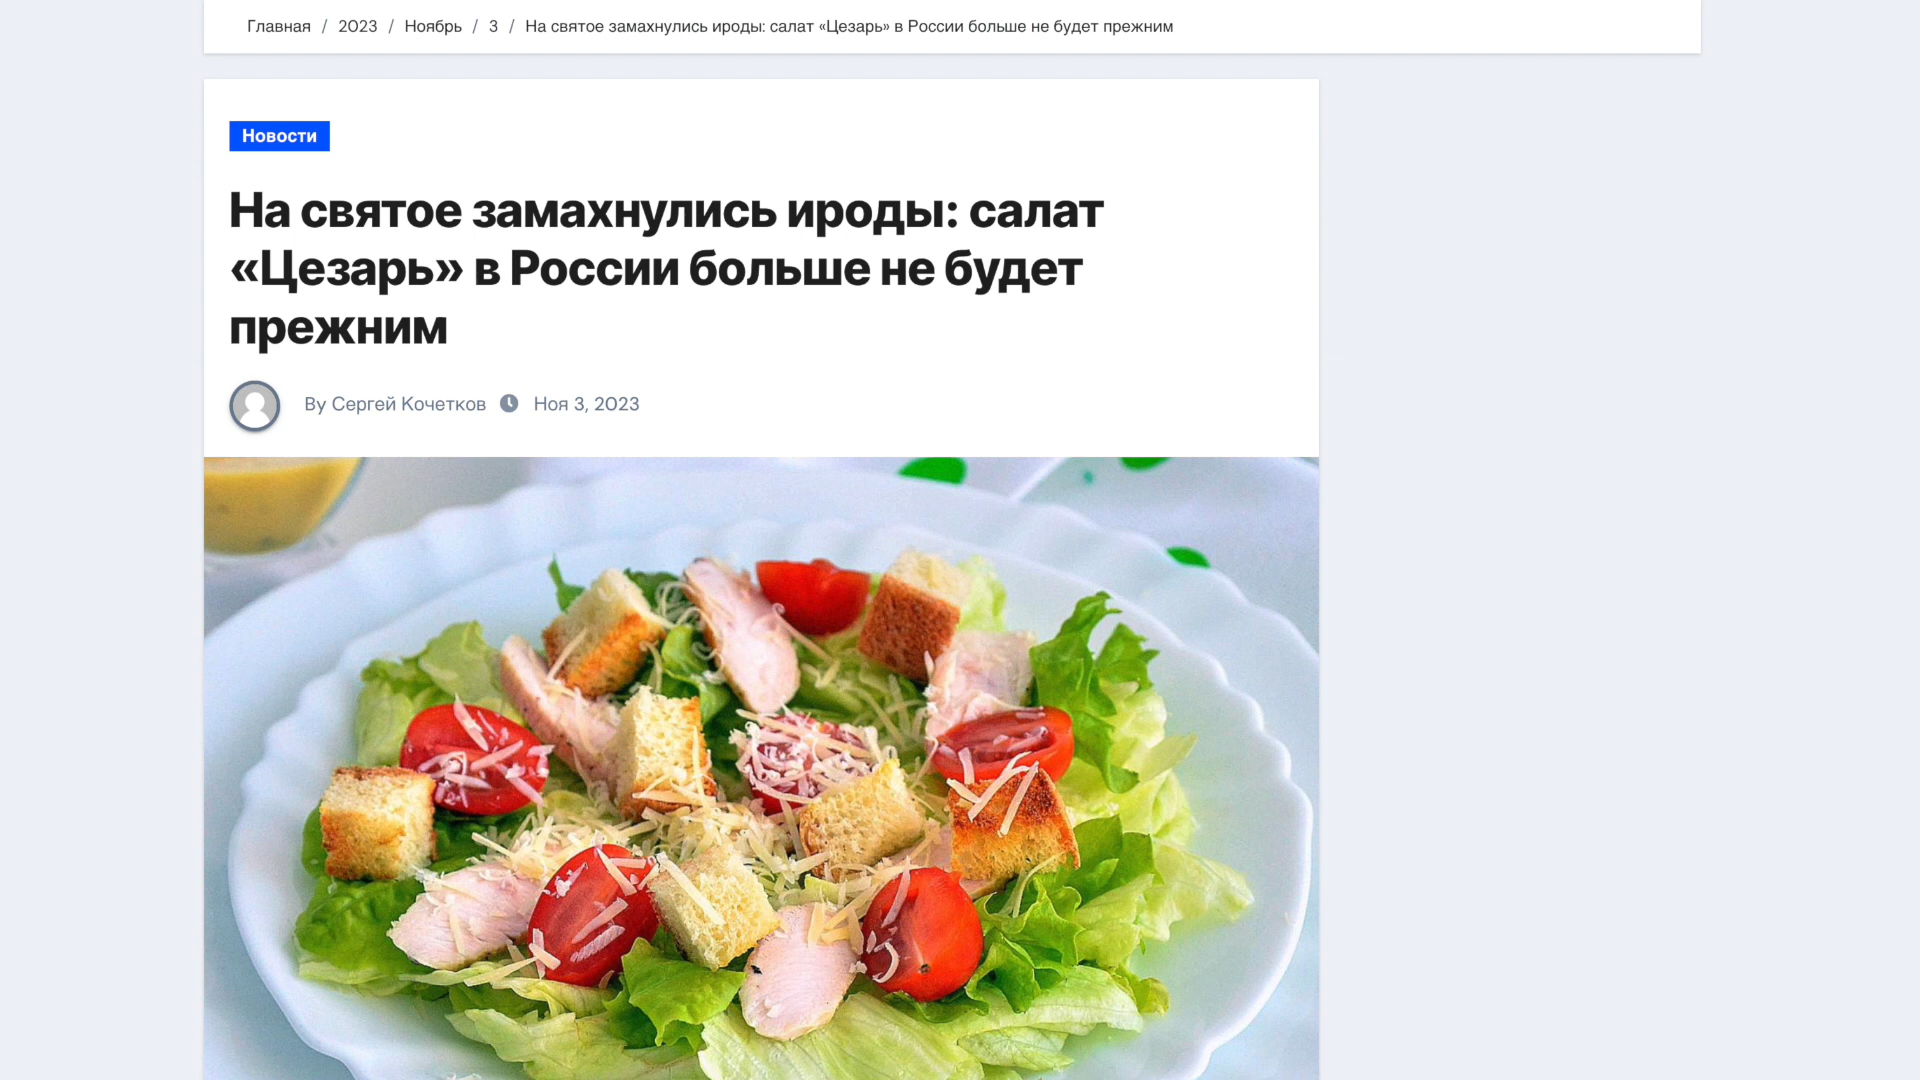 Главная / 2023 / Ноябрь / 3 / На святое замахнулись ироды: салат «Цезарь» в России больше не будет прежним
Новости
На святое замахнулись ироды: салат
«Цезарь» в России больше не будет
прежним
By Сергей Кочетков Ноя 3, 2023